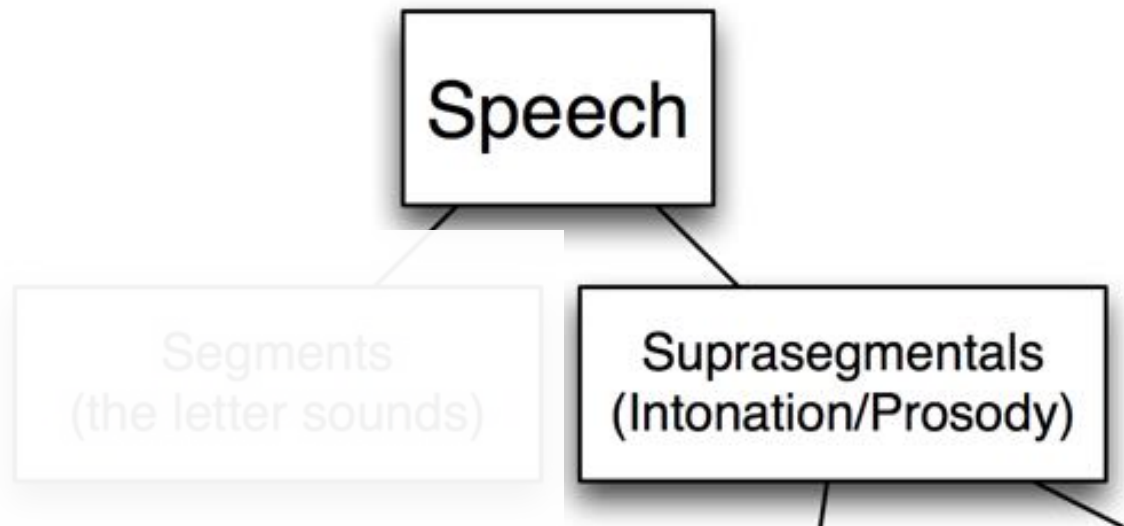 Speech
Segments
(the letter sounds)
Suprasegmentals
(Intonation/Prosody)